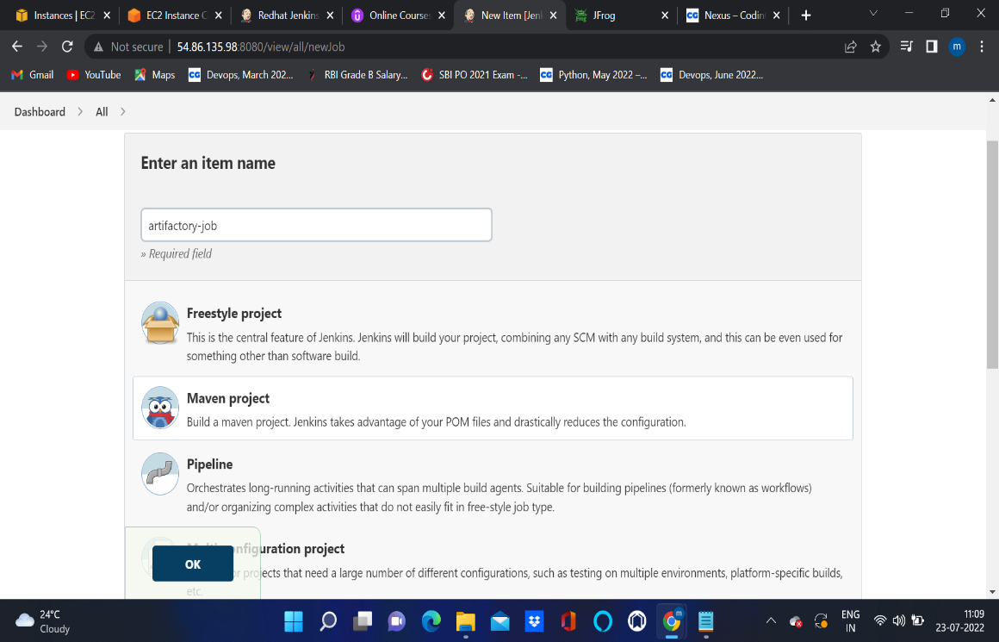 Instances | EC2
EC2 Instance C
Redhat Jenkins
Online Courses
New Item [Jenk
JFrog
Nexus – Codin
Not secure
54.86.135.98:8080/view/all/newJob
m
Gmail
YouTube
Maps
CG
Devops, March 202...
RBI Grade B Salary...
SBI PO 2021 Exam -...
CG
Python, May 2022 –...
CG
Devops, June 2022...
Dashboard
All
Enter an item name
artifactory-job
» Required field
Freestyle project
This is the central feature of Jenkins. Jenkins will build your project, combining any SCM with any build system, and this can be even used for
something other than software build.
Maven project
Build a maven project. Jenkins takes advantage of your POM files and drastically reduces the configuration.
Pipeline
Orchestrates long-running activities that can span multiple build agents. Suitable for building pipelines (formerly known as workflows)
and/or organizing complex activities that do not easily fit in free-style job type.
Multiconfiguration project
projects that need a large number of different configurations, such as testing on multiple environments, platform-specific builds,
etc.
OK
24°C
Cloudy
ENG
IN
11:09
23-07-2022